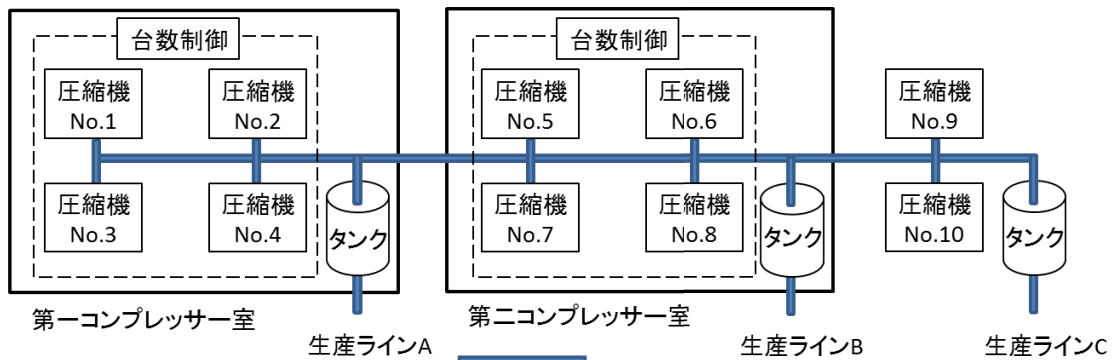 台数制御
台数制御
圧縮機
No.1
圧縮機
No.2
圧縮機
No.5
圧縮機
No.6
圧縮機
No.9
圧縮機
No.3
圧縮機
No.4
タンク
圧縮機
No.7
圧縮機
No.8
タンク
圧縮機
No.10
タンク
第一コンプレッサー室
第二コンプレッサー室
生産ラインA
生産ラインB
生産ラインC